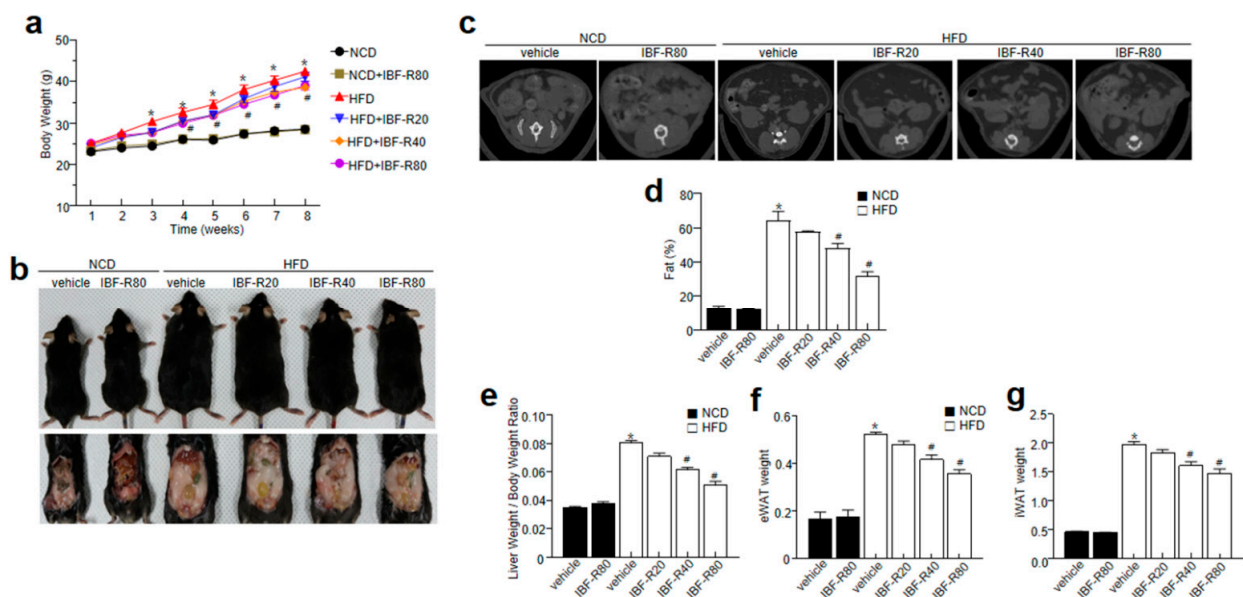 a
Body Weight (g)
50
40
30
20
10
* * * * * *
# # # # #
1 2 3 4 5 6 7 8
Time (weeks)
NCD
NCD+IBF-R80
HFD
HFD+IBF-R20
HFD+IBF-R40
HFD+IBF-R80
b
NCD HFD
vehicle IBF-R80 vehicle IBF-R20 IBF-R40 IBF-R80
c
NCD HFD
vehicle IBF-R80 vehicle IBF-R20 IBF-R40 IBF-R80
d
NCD
HFD
Fat (%)
80
60
40
20
0
* # #
vehicle IBF-R80 vehicle IBF-R20 IBF-R40 IBF-R80
e
NCD
HFD
Liver Weight / Body Weight Ratio
0.10
0.08
0.06
0.04
0.02
0
* # #
vehicle IBF-R80 vehicle IBF-R20 IBF-R40 IBF-R80
f
NCD
HFD
eWAT weight
0.6
0.4
0.2
0
* # #
vehicle IBF-R80 vehicle IBF-R20 IBF-R40 IBF-R80
g
NCD
HFD
iWAT weight
2.5
2.0
1.5
1.0
0.5
0
* # #
vehicle IBF-R80 vehicle IBF-R20 IBF-R40 IBF-R80